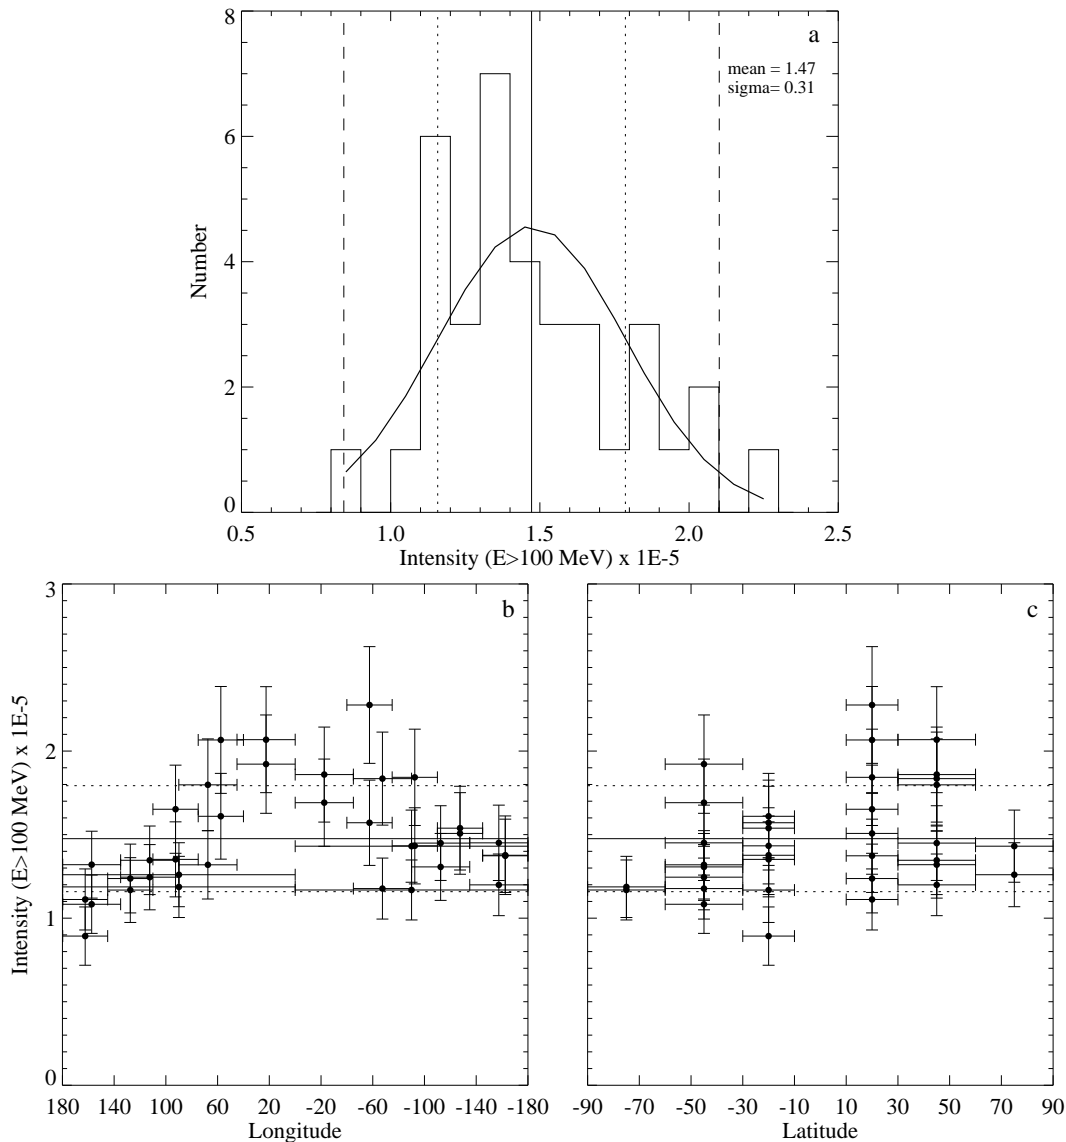 a
mean = 1.47
sigma= 0.31
8
6
4
2
0
Number
0.5 1.0 1.5 2.0 2.5
Intensity (E>100 MeV) x 1E-5
b
3
2
1
0
Intensity (E>100 MeV) x 1E-5
180 140 100 60 20 -20 -60 -100 -140 -180
Longitude
c
-90 -70 -50 -30 -10 10 30 50 70 90
Latitude